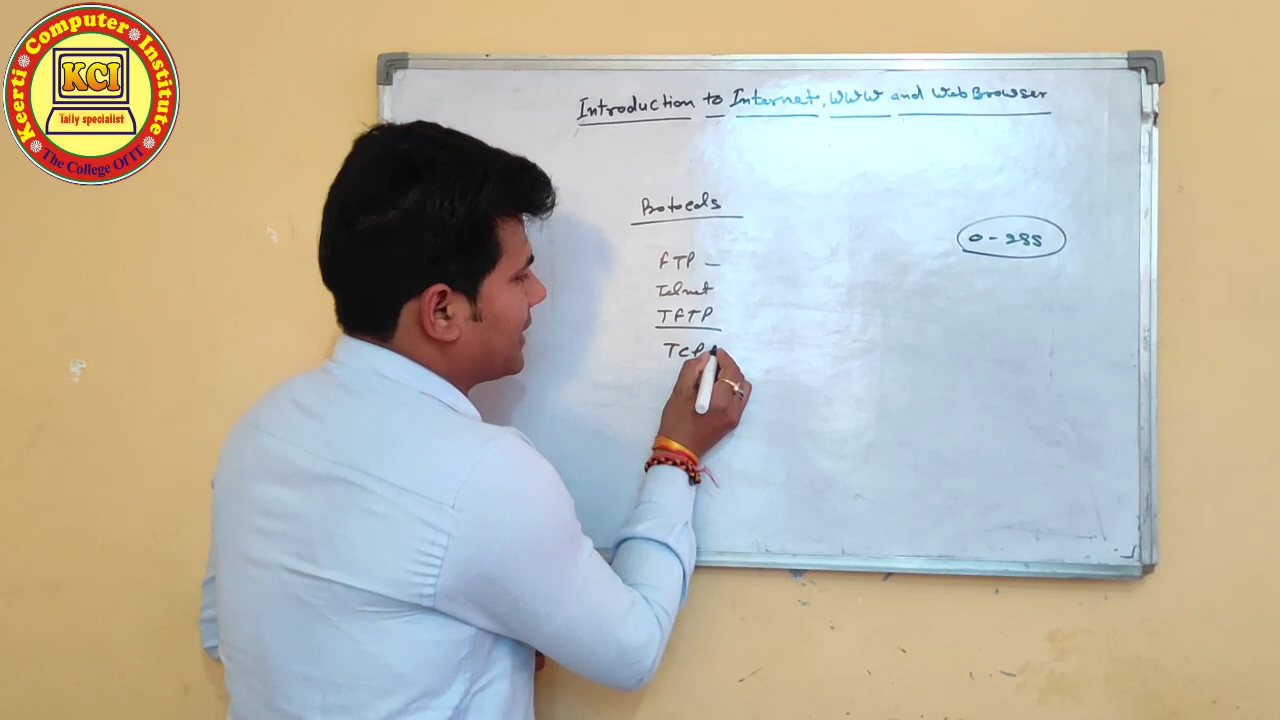 Keerti Computer Institute
KCI
Tally specialist
The College Of IT
Introduction to Internet, WWW and Web Browser
Protocols
0 - 255
FTP -
Telnet
TFTP
TCP